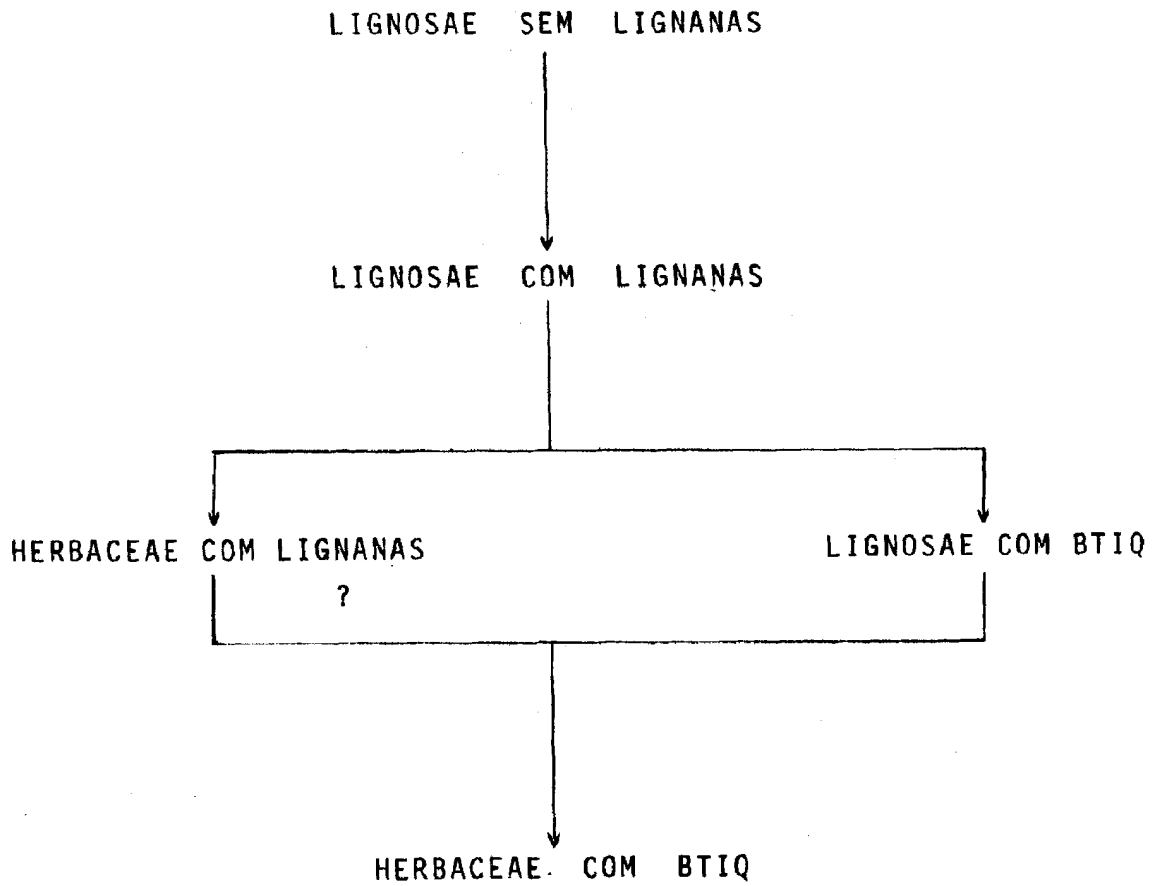 LIGNOSAE SEM LIGNANAS
LIGNOSAE COM LIGNANAS
HERBACEAE COM LIGNANAS
?
LIGNOSAE COM BTIQ
HERBACEAE COM BTIQ